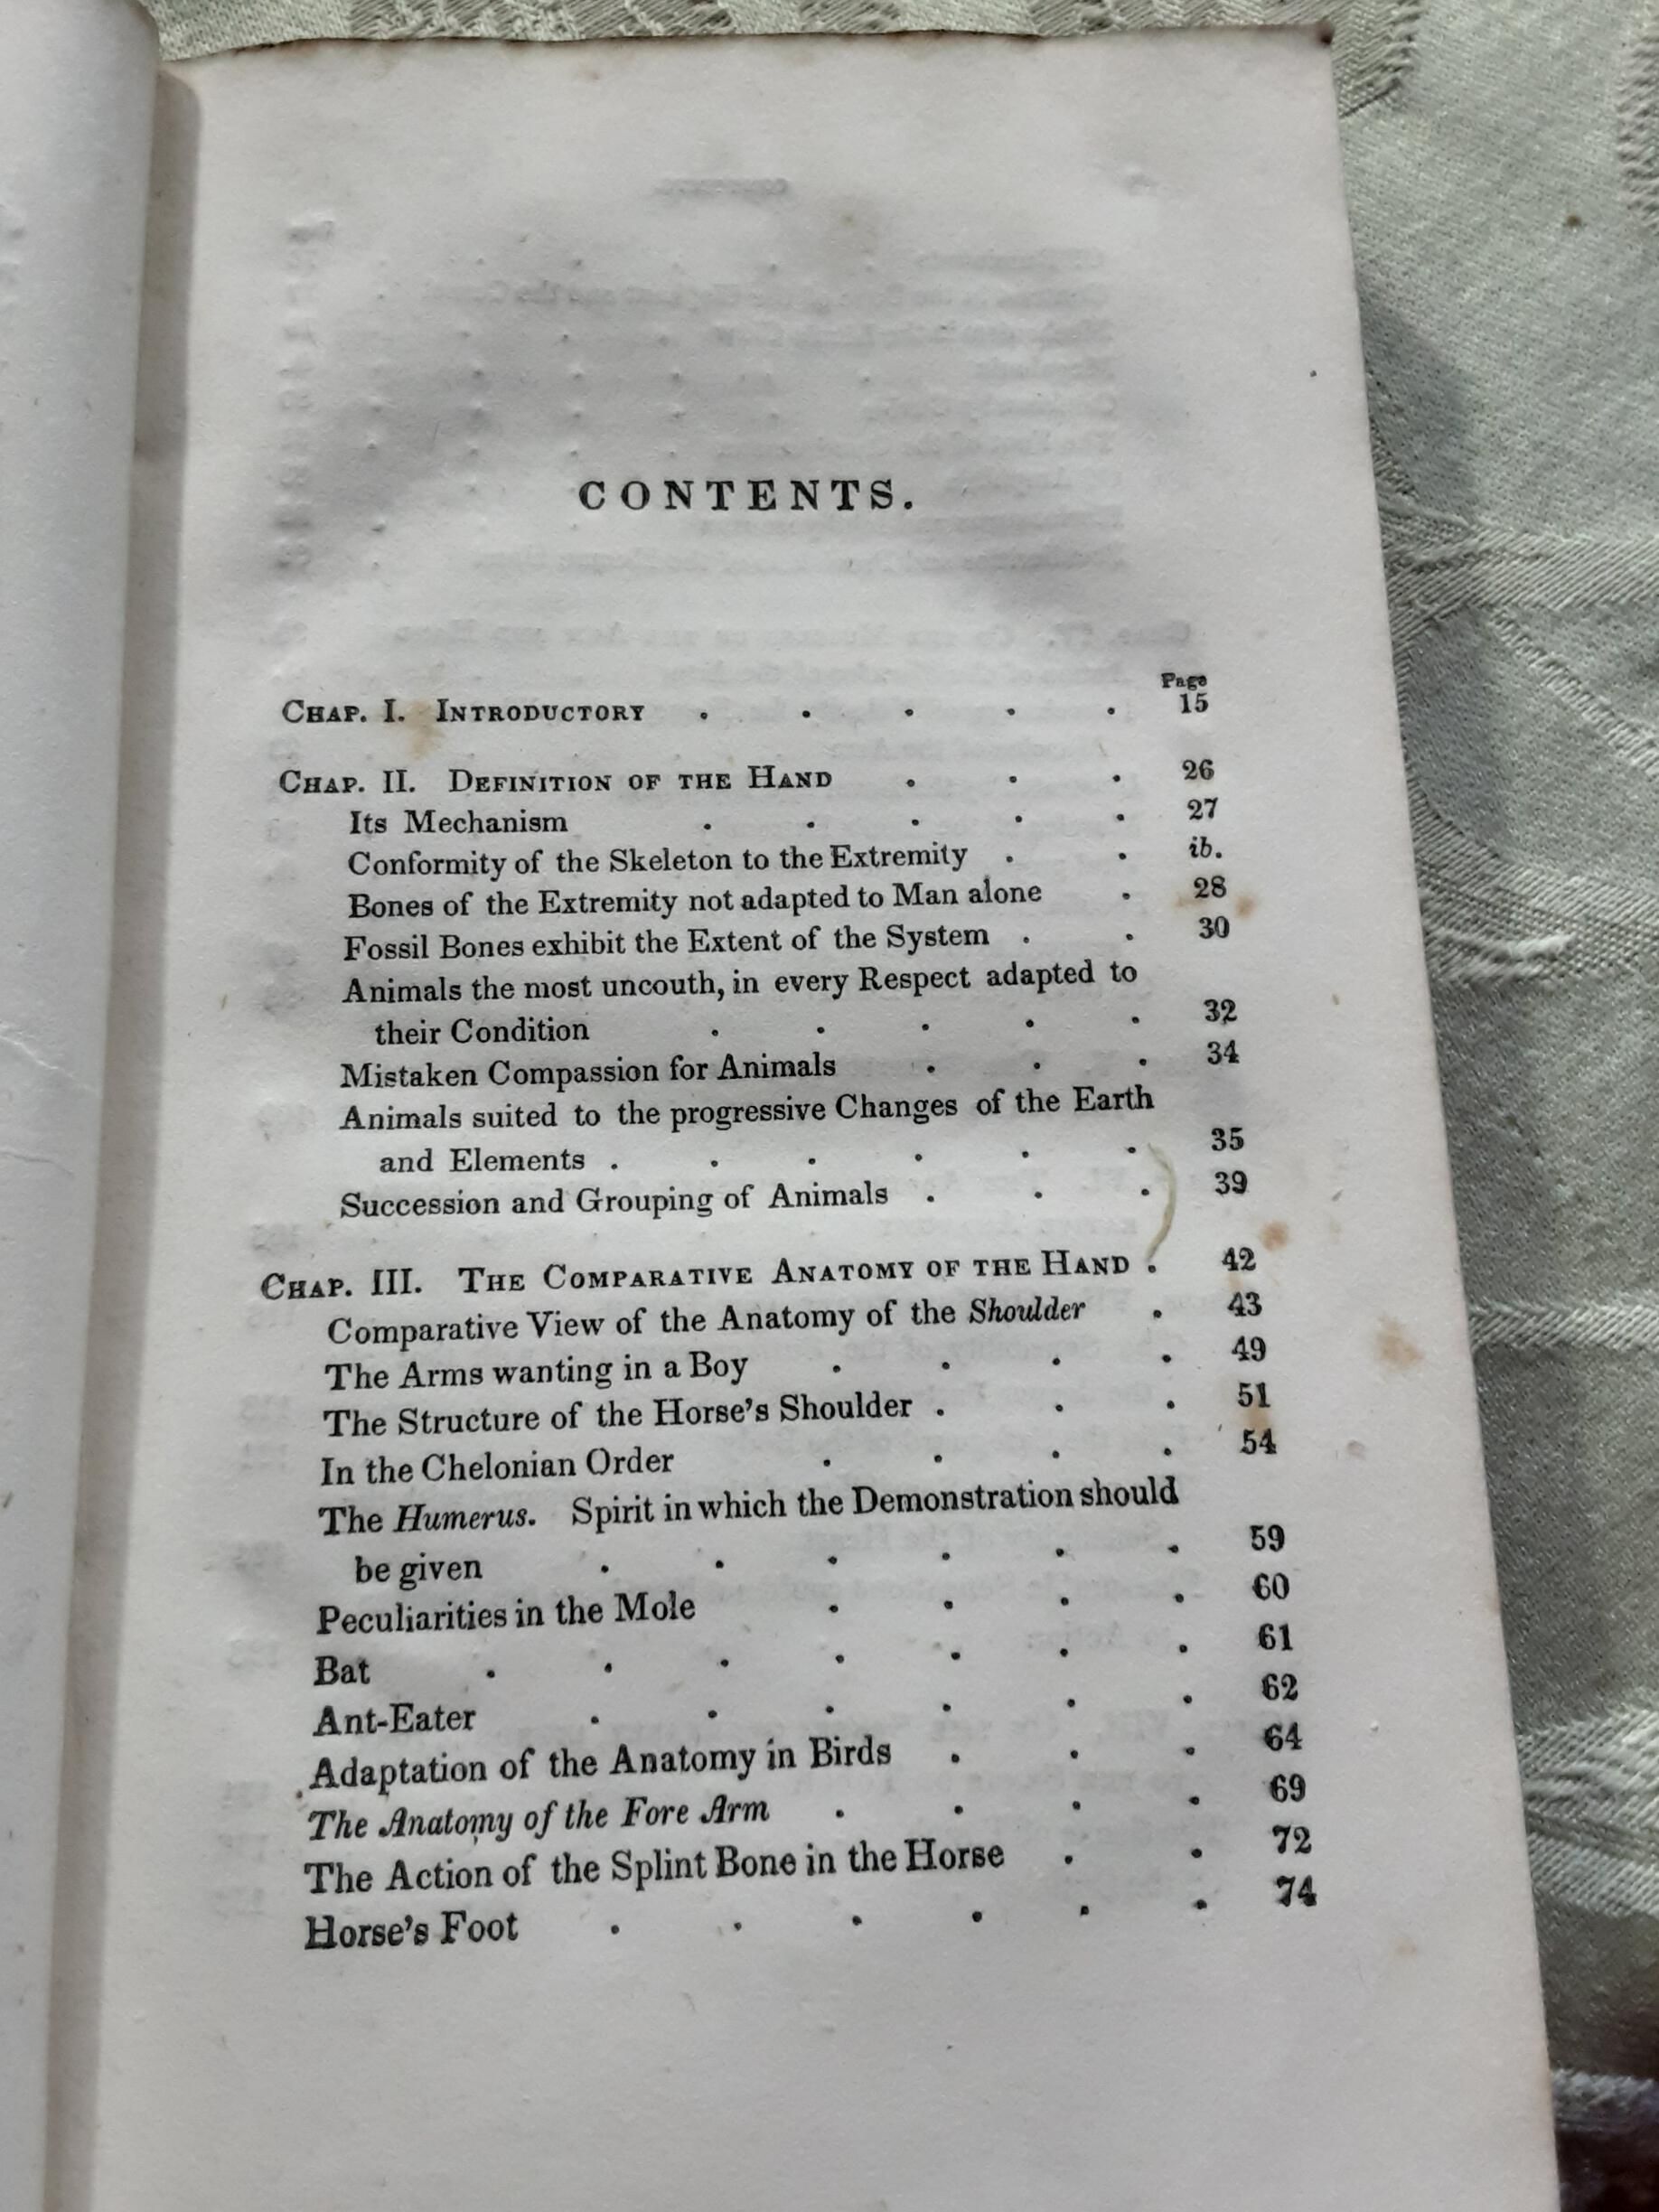 CONTENTS.
Page
CHAP. I. INTRODUCTORY . . . . . 15
CHAP. II. DEFINITION OF THE HAND . . . 26
Its Mechanism . . . . . 27
Conformity of the Skeleton to the Extremity . . ib.
Bones of the Extremity not adapted to Man alone . 28
Fossil Bones exhibit the Extent of the System . . 30
Animals the most uncouth, in every Respect adapted to
their Condition . . . . . 32
Mistaken Compassion for Animals . . . 34
Animals suited to the progressive Changes of the Earth
and Elements . . . . . . 35
Succession and Grouping of Animals . . . 39
CHAP. III. THE COMPARATIVE ANATOMY OF THE HAND . 42
Comparative View of the Anatomy of the Shoulder . 43
The Arms wanting in a Boy . . . . 49
The Structure of the Horse's Shoulder . . . 51
In the Chelonian Order . . . . 54
The Humerus. Spirit in which the Demonstration should
be given . . . . . . 59
Peculiarities in the Mole . . . . 60
Bat . . . . . . . 61
Ant-Eater . . . . . . 62
Adaptation of the Anatomy in Birds . . . 64
The Anatomy of the Fore Arm . . . . 69
The Action of the Splint Bone in the Horse . . 72
Horse's Foot . . . . . . 74